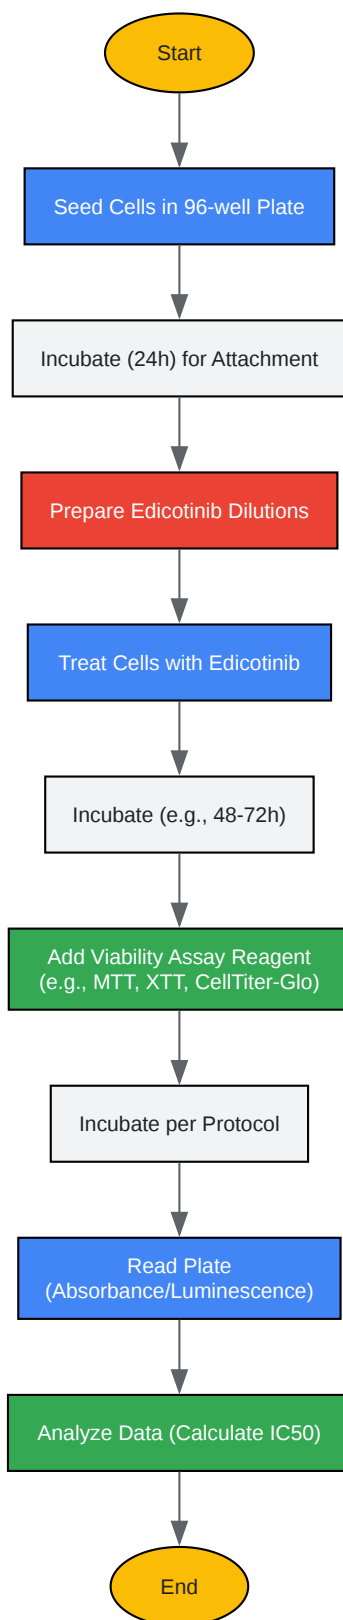 Start
Seed Cells in 96-well Plate
Incubate (24h) for Attachment
Prepare Edicotinib Dilutions
Treat Cells with Edicotinib
Incubate (e.g., 48-72h)
Add Viability Assay Reagent
(e.g., MTT, XTT, CellTiter-Glo)
Incubate per Protocol
Read Plate
(Absorbance/Luminescence)
Analyze Data (Calculate IC50)
End